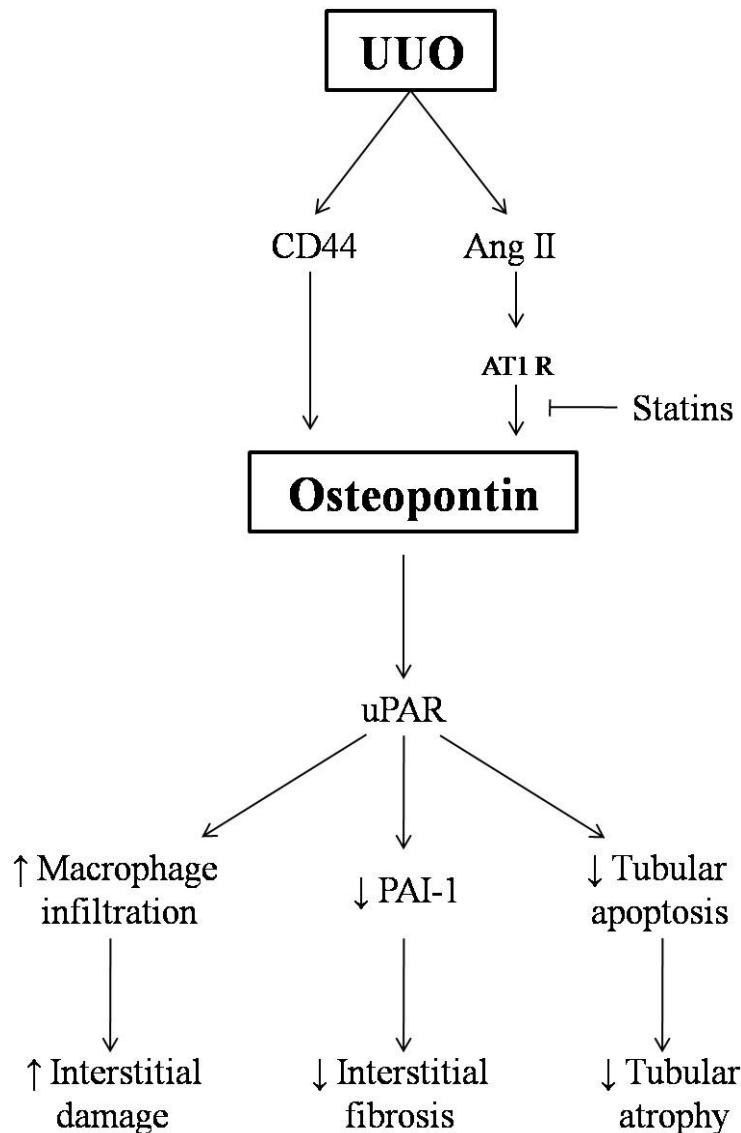 UUO
CD44
Ang II
AT1 R
Statins
Osteopontin
uPAR
↑ Macrophage
infiltration
↓ PAI-1
↓ Tubular
apoptosis
↑ Interstitial
damage
↓ Interstitial
fibrosis
↓ Tubular
atrophy